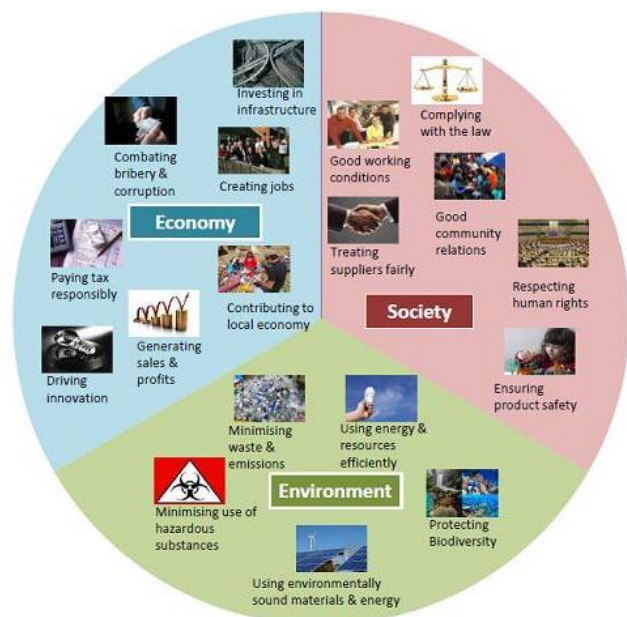 Investing in
infrastructure
Combating
bribery &
corruption
Creating jobs
Economy
Paying tax
responsibly
Contributing to
local economy
Generating
sales &
profits
Driving
innovation
Complying
with the law
Good working
conditions
Good
community
relations
Treating
suppliers fairly
Respecting
human rights
Society
Ensuring
product safety
Minimising
waste &
emissions
Using energy &
resources
efficiently
Environment
Minimising use of
hazardous
substances
Protecting
Biodiversity
Using environmentally
sound materials & energy